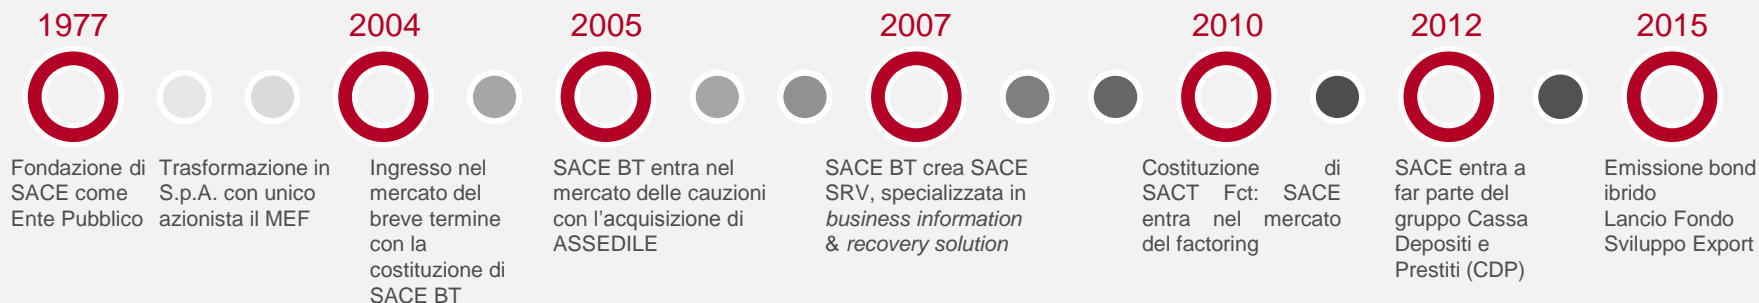 1977
Fondazione di
SACE come
Ente Pubblico
Trasformazione in
S.p.A. con unico
azionista il MEF
2004
Ingresso nel
mercato del
breve termine
con la
costituzione di
SACE BT
2005
SACE BT entra nel
mercato delle cauzioni
con l'acquisizione di
ASSEDILE
2007
SACE BT crea SACE
SRV, specializzata in
business information
& recovery solution
2010
Costituzione di
SACT Fct: SACE
entra nel mercato
del factoring
2012
SACE entra a
far parte del
gruppo Cassa
Depositi e
Prestiti (CDP)
2015
Emissione bond
ibrido
Lancio Fondo
Sviluppo Export